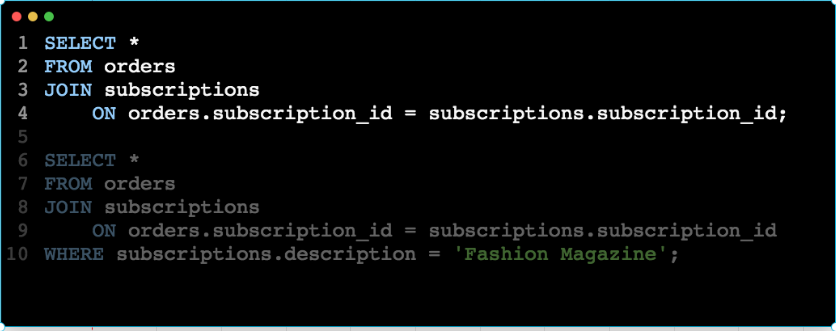 1 SELECT *
2 FROM orders
3 JOIN subscriptions
4     ON orders.subscription_id = subscriptions.subscription_id;
5
6 SELECT *
7 FROM orders
8 JOIN subscriptions
9     ON orders.subscription_id = subscriptions.subscription_id
10 WHERE subscriptions.description = 'Fashion Magazine';